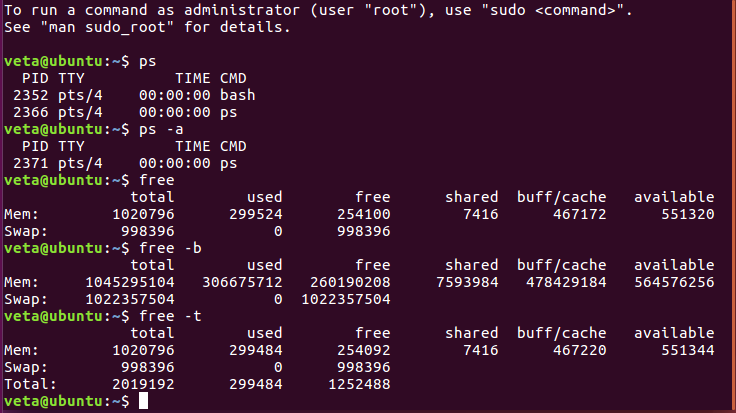 To run a command as administrator (user "root"), use "sudo <command>".
See "man sudo_root" for details.
veta@ubuntu:~$ ps
  PID TTY          TIME CMD
 2352 pts/4    00:00:00 bash
 2366 pts/4    00:00:00 ps
veta@ubuntu:~$ ps -a
  PID TTY          TIME CMD
 2371 pts/4    00:00:00 ps
veta@ubuntu:~$ free
              total        used        free      shared  buff/cache   available
Mem:        1020796      299524      254100        7416      467172      551320
Swap:        998396           0      998396
veta@ubuntu:~$ free -b
              total        used        free      shared  buff/cache   available
Mem:     1045295104   306675712   260190208     7593984   478429184   564576256
Swap:    1022357504           0  1022357504
veta@ubuntu:~$ free -t
              total        used        free      shared  buff/cache   available
Mem:        1020796      299484      254092        7416      467220      551344
Swap:        998396           0      998396
Total:      2019192      299484     1252488
veta@ubuntu:~$